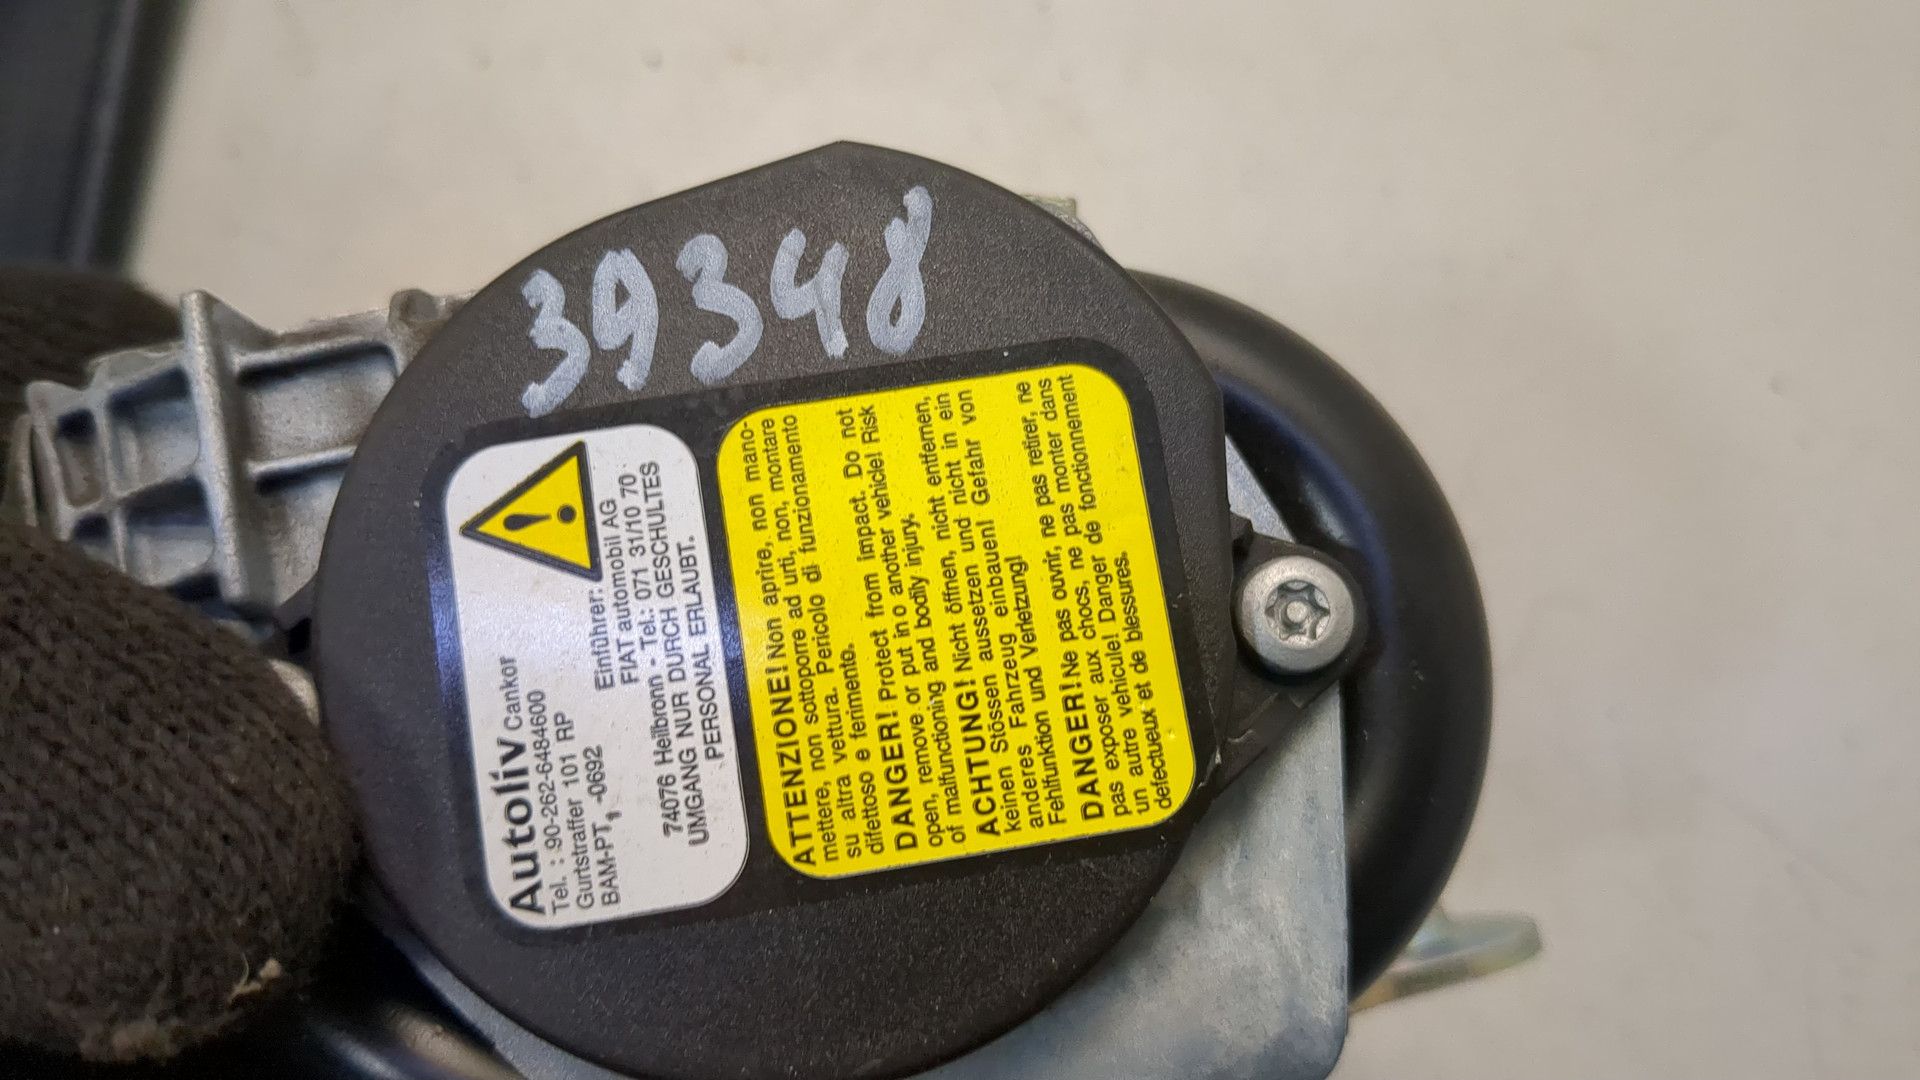 39348
Autoliv Cankor
Tel. : 90-262-6484600
Gurtstraffer 101 RP
BAM-PT₁ -0692
Einführer:
FIAT automobil AG
74076 Heilbronn - Tel.: 071 31/10 70
UMGANG NUR DURCH GESCHULTES
PERSONAL ERLAUBT.
ATTENZIONE! Non aprire, non mano-
mettere, non sottoporre ad urti, non, montare
su altra vettura. Pericolo di funzionamento
difettoso e ferimento.
DANGER! Protect from impact. Do not
open, remove or put in o another vehicle! Risk
of malfunctioning and bodily injury.
ACHTUNG! Nicht öffnen, nicht entfernen,
keinen Stössen aussetzen und nicht in ein
anderes Fahrzeug einbauen! Gefahr von
Fehlfunktion und Verletzung!
DANGER! Ne pas ouvrir, ne pas retirer, ne
pas exposer aux chocs, ne pas monter dans
un autre vehicule! Danger de fonctionnement
defectueux et de blessures.